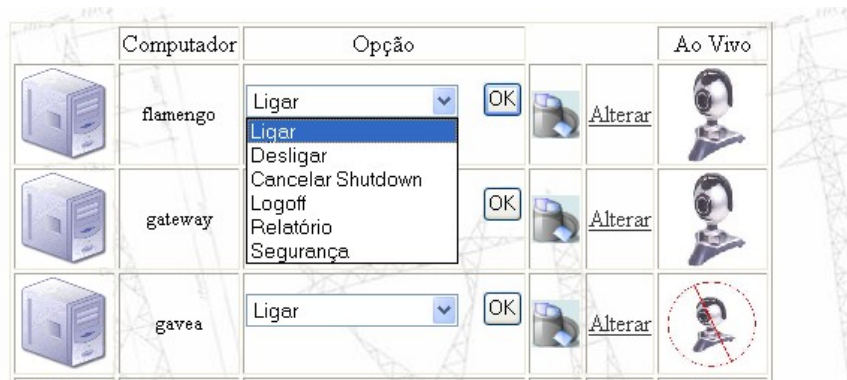 Computador Opção Ao Vivo
flamengo Ligar OK Alterar
Ligar
Desligar
Cancelar Shutdown
Logoff
Relatório
Segurança
gateway OK Alterar
gavea Ligar OK Alterar